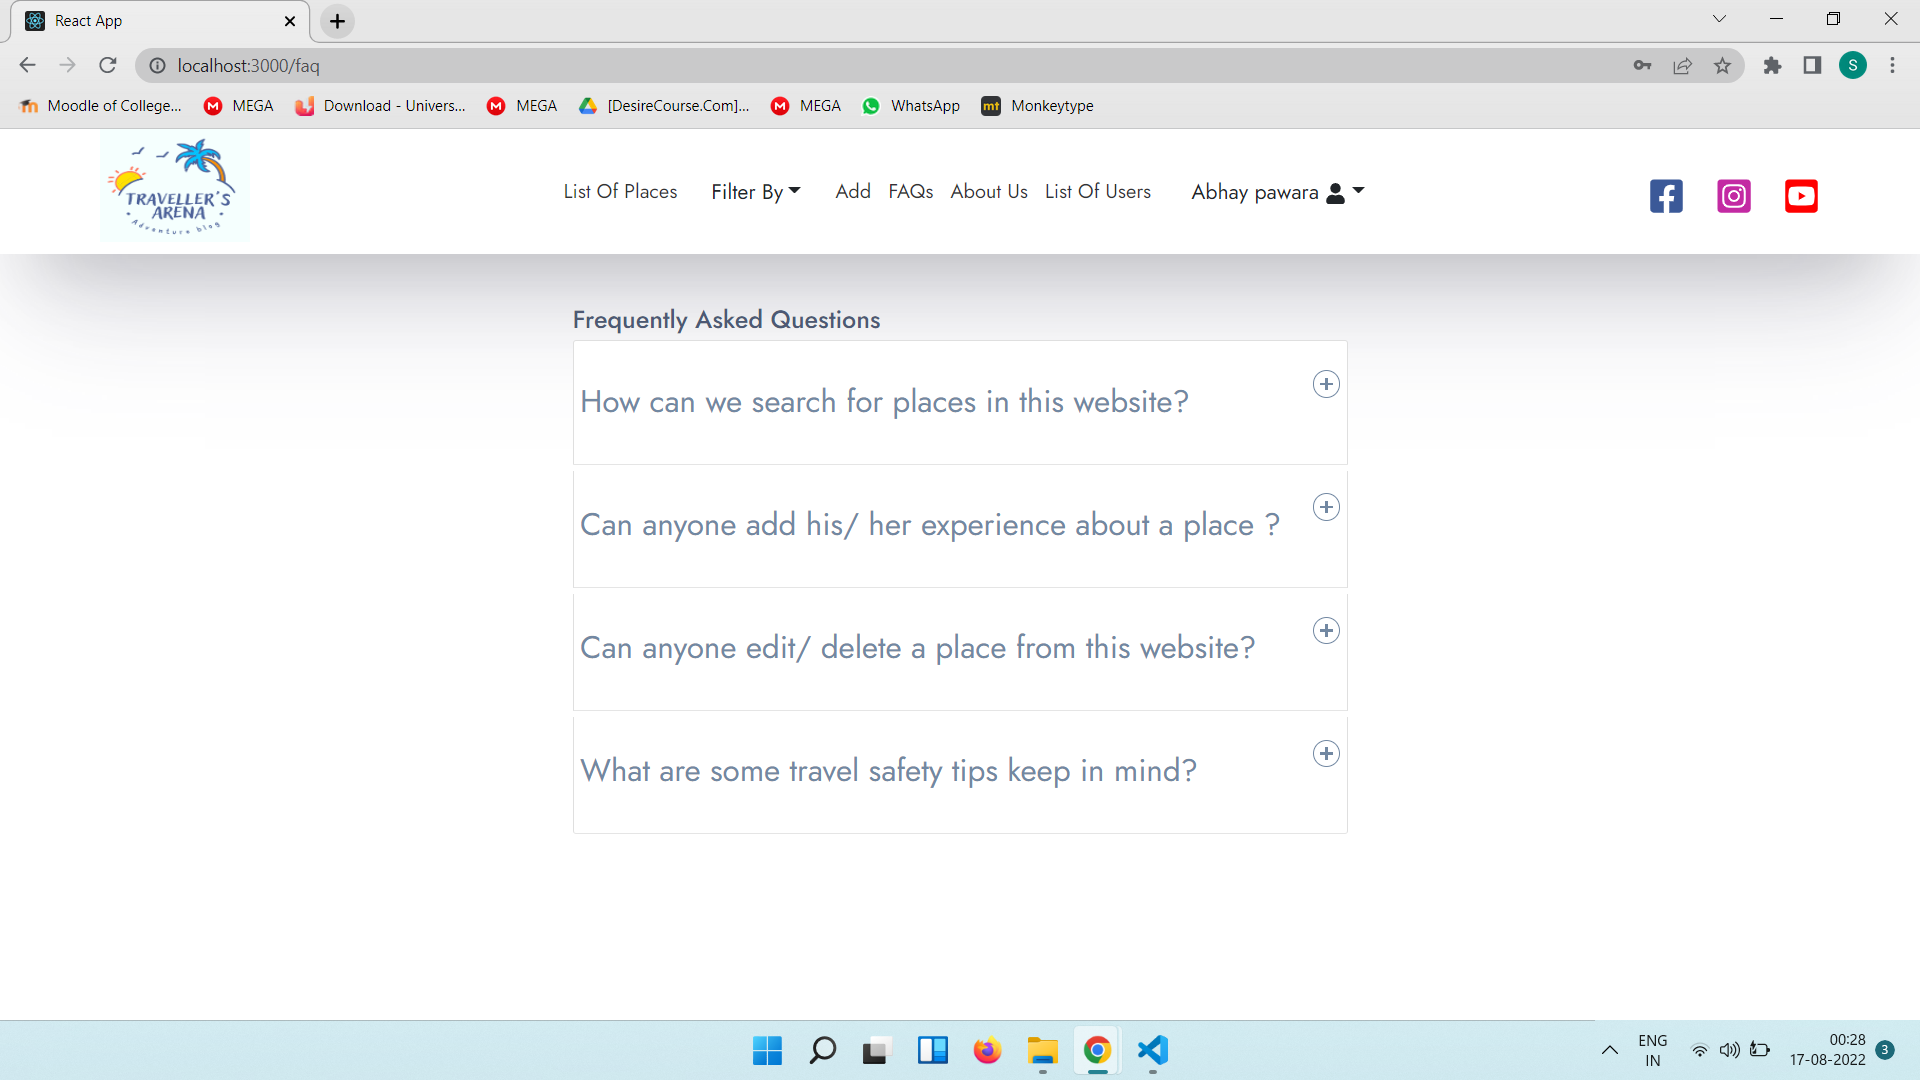 React App
localhost:3000/faq
Moodle of College... MEGA Download - Univers... MEGA [DesireCourse.Com]... MEGA WhatsApp mt Monkeytype
S
TRAVELLER'S
ARENA
Adventure blog
List Of Places Filter By Add FAQs About Us List Of Users Abhay pawara
Frequently Asked Questions
How can we search for places in this website?
Can anyone add his/ her experience about a place ?
Can anyone edit/ delete a place from this website?
What are some travel safety tips keep in mind?
ENG
IN
00:28
17-08-2022
3